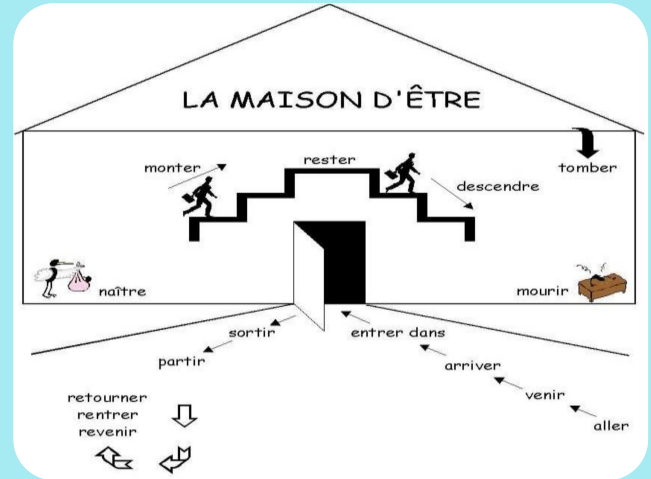 LA MAISON D'ÊTRE
monter
rester
tomber
descendre
naître
mourir
sortir
entrer dans
partir
arriver
retourner
venir
rentrer
aller
revenir